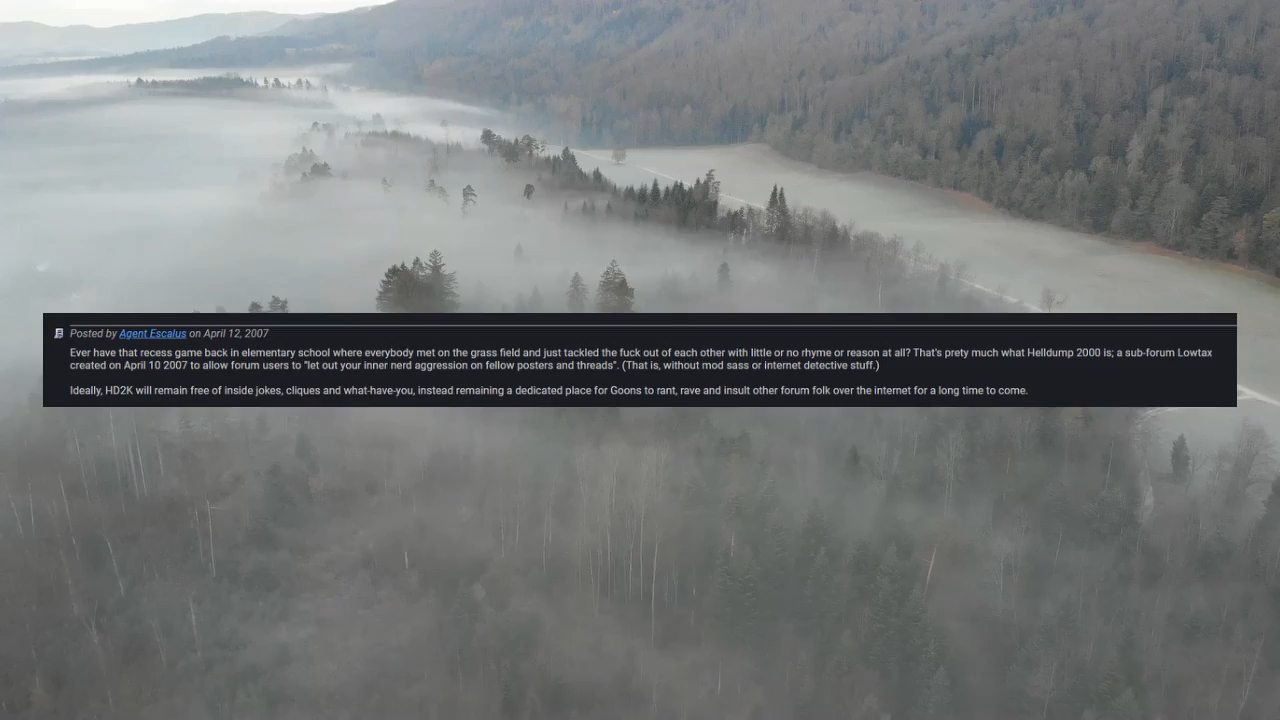 Posted by Agent Escalus on April 12, 2007
Ever have that recess game back in elementary school where everybody met on the grass field and just tackled the fuck out of each other with little or no rhyme or reason at all? That's prety much what Helldump 2000 is; a sub-forum Lowtax
created on April 10 2007 to allow forum users to "let out your inner nerd aggression on fellow posters and threads". (That is, without mod sass or internet detective stuff.)
Ideally, HD2K will remain free of inside jokes, cliques and what-have-you, instead remaining a dedicated place for Goons to rant, rave and insult other forum folk over the internet for a long time to come.